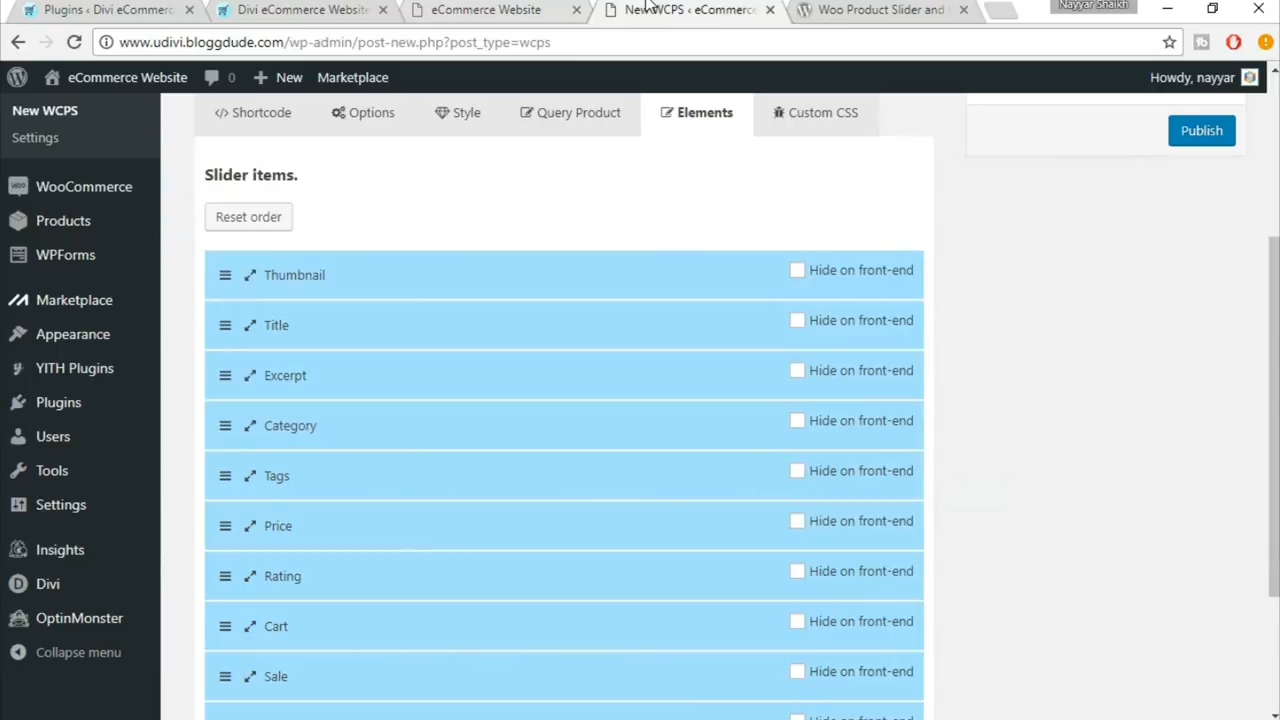 Plugins ‹ Divi eCommerc
Divi eCommerce Website
eCommerce Website
New WCPS ‹ eCommerce
Woo Product Slider and
Nayyar Shaikh
www.udivi.bloggdude.com/wp-admin/post-new.php?post_type=wcps
eCommerce Website
0
New
Marketplace
Howdy, nayyar
New WCPS
Settings
WooCommerce
Products
WPForms
Marketplace
Appearance
YITH Plugins
Plugins
Users
Tools
Settings
Insights
Divi
OptinMonster
Collapse menu
</> Shortcode
Options
Style
Query Product
Elements
Custom CSS
Publish
Slider items.
Reset order
Thumbnail
Hide on front-end
Title
Hide on front-end
Excerpt
Hide on front-end
Category
Hide on front-end
Tags
Hide on front-end
Price
Hide on front-end
Rating
Hide on front-end
Cart
Hide on front-end
Sale
Hide on front-end